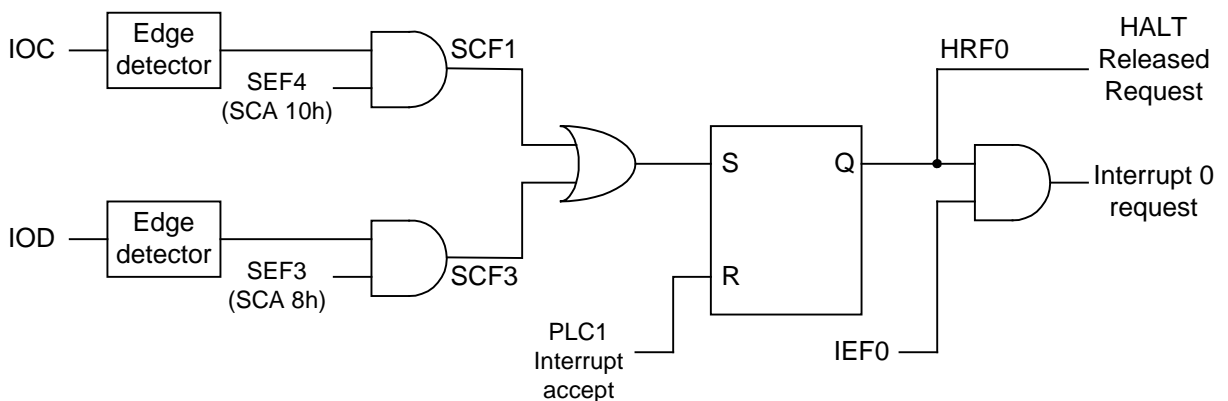 IOC
Edge
detector
SEF4
(SCA 10h)
SCF1
HRF0
HALT
Released
Request
S
Q
R
Interrupt 0
request
IOD
Edge
detector
SEF3
(SCA 8h)
SCF3
PLC1
Interrupt
accept
IEF0